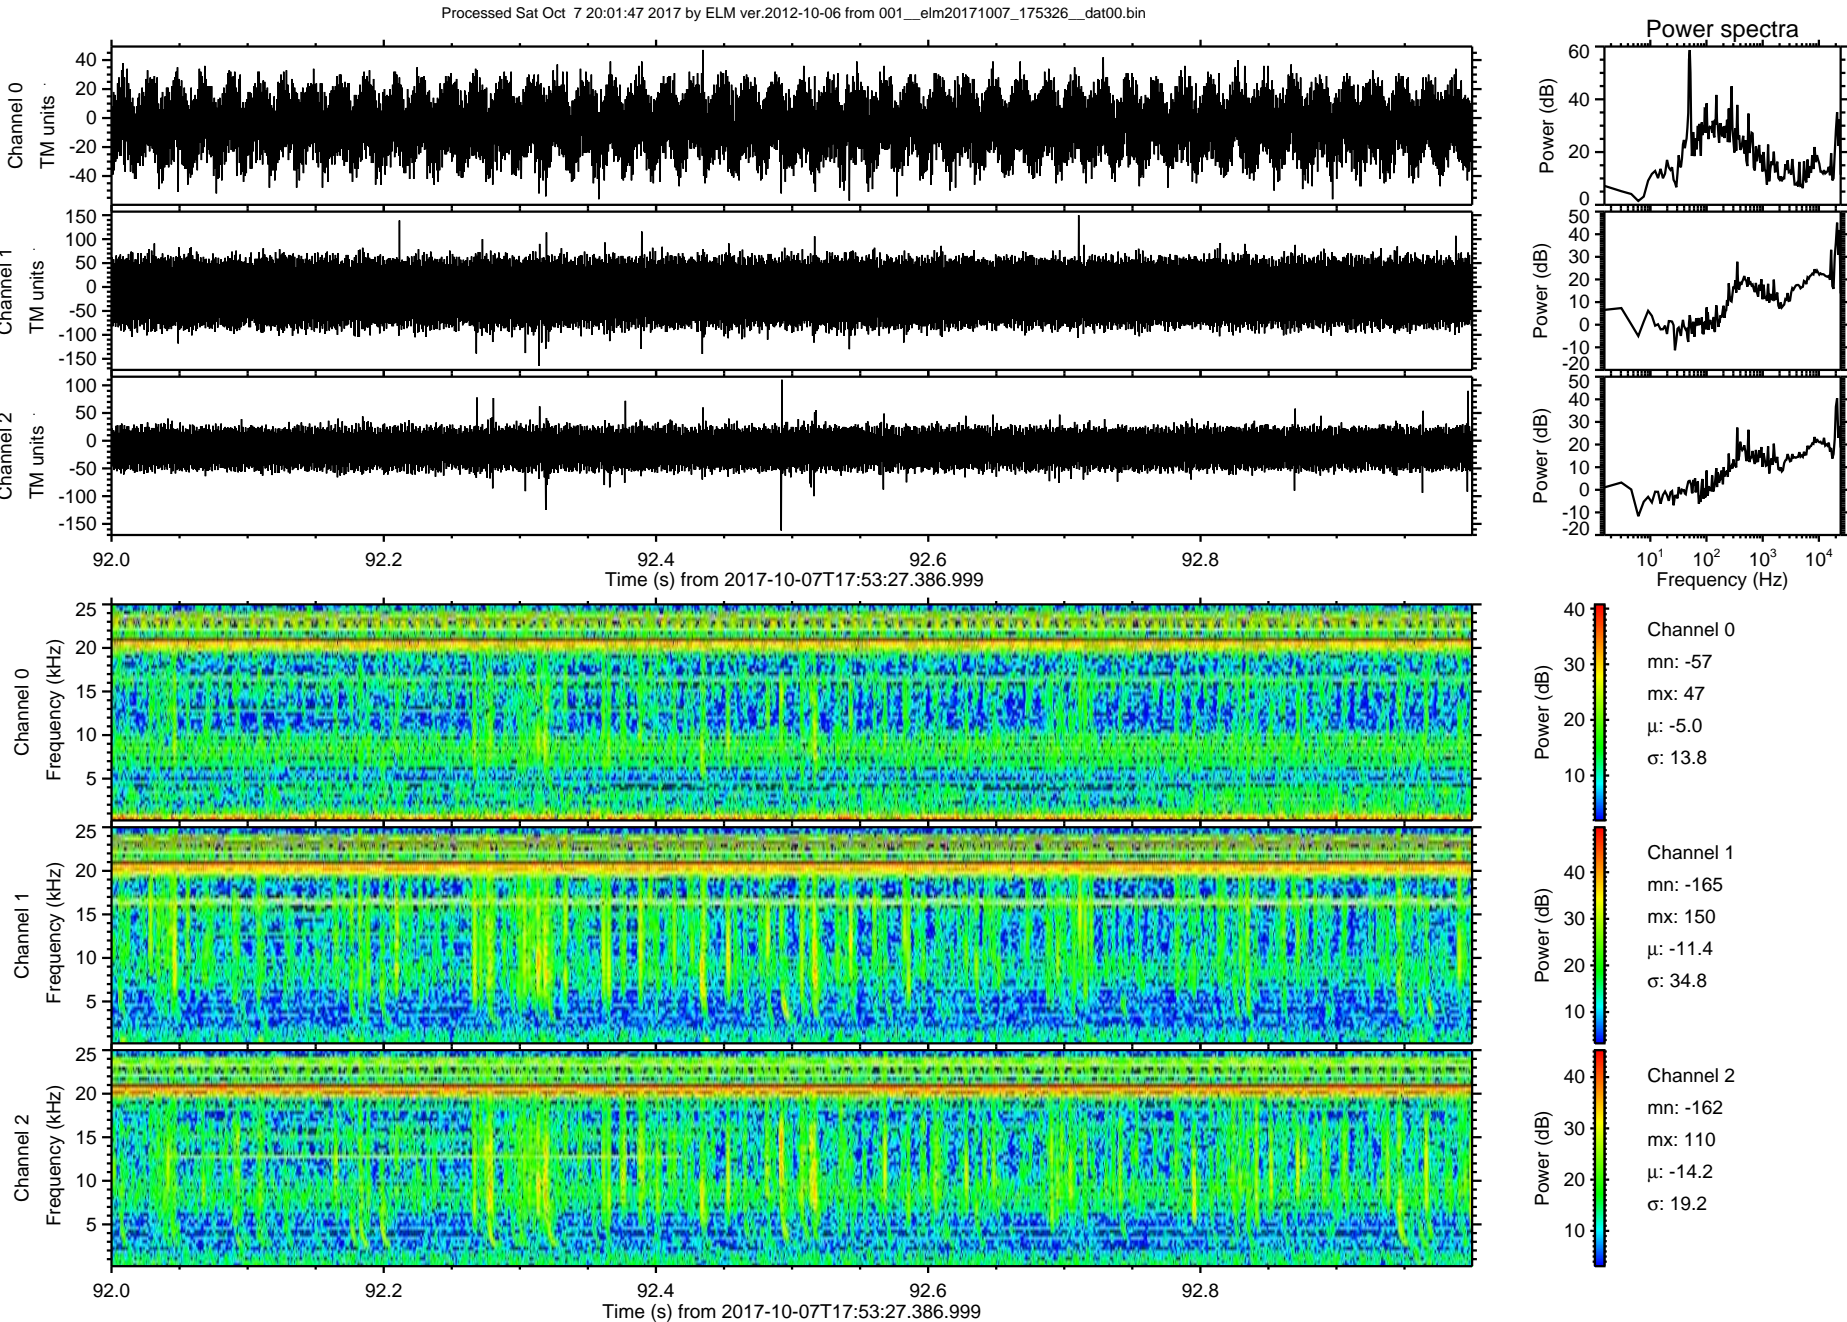 Processed Sat Oct  7 20:01:47 2017 by ELM ver.2012-10-06 from 001__elm20171007_175326__dat00.bin
Power spectra
Channel 0
TM units
40
20
0
-20
-40
Power (dB)
60
40
20
0
Channel 1
TM units
150
100
50
0
-50
-100
-150
Power (dB)
50
40
30
20
10
0
-10
-20
Channel 2
TM units
100
50
0
-50
-100
-150
Power (dB)
50
40
30
20
10
0
-10
-20
92.0 92.2 92.4 92.6 92.8
Time (s) from 2017-10-07T17:53:27.386.999
10^1 10^2 10^3 10^4
Frequency (Hz)
Channel 0
Frequency (kHz)
25
20
15
10
5
Power (dB)
40
30
20
10
Channel 0
mn: -57
mx: 47
μ: -5.0
σ: 13.8
Channel 1
Frequency (kHz)
25
20
15
10
5
Power (dB)
40
30
20
10
Channel 1
mn: -165
mx: 150
μ: -11.4
σ: 34.8
Channel 2
Frequency (kHz)
25
20
15
10
5
Power (dB)
40
30
20
10
Channel 2
mn: -162
mx: 110
μ: -14.2
σ: 19.2
92.0 92.2 92.4 92.6 92.8
Time (s) from 2017-10-07T17:53:27.386.999